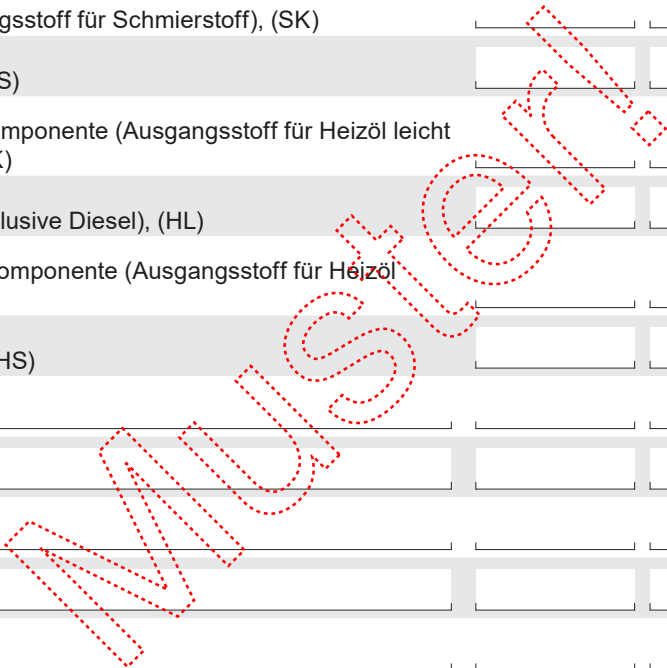 gsstoff für Schmierstoff), (SK)
S)
mponente (Ausgangsstoff für Heizöl leicht
K)
lusive Diesel), (HL)
omponente (Ausgangsstoff für Heizöl
HS)
Muster!